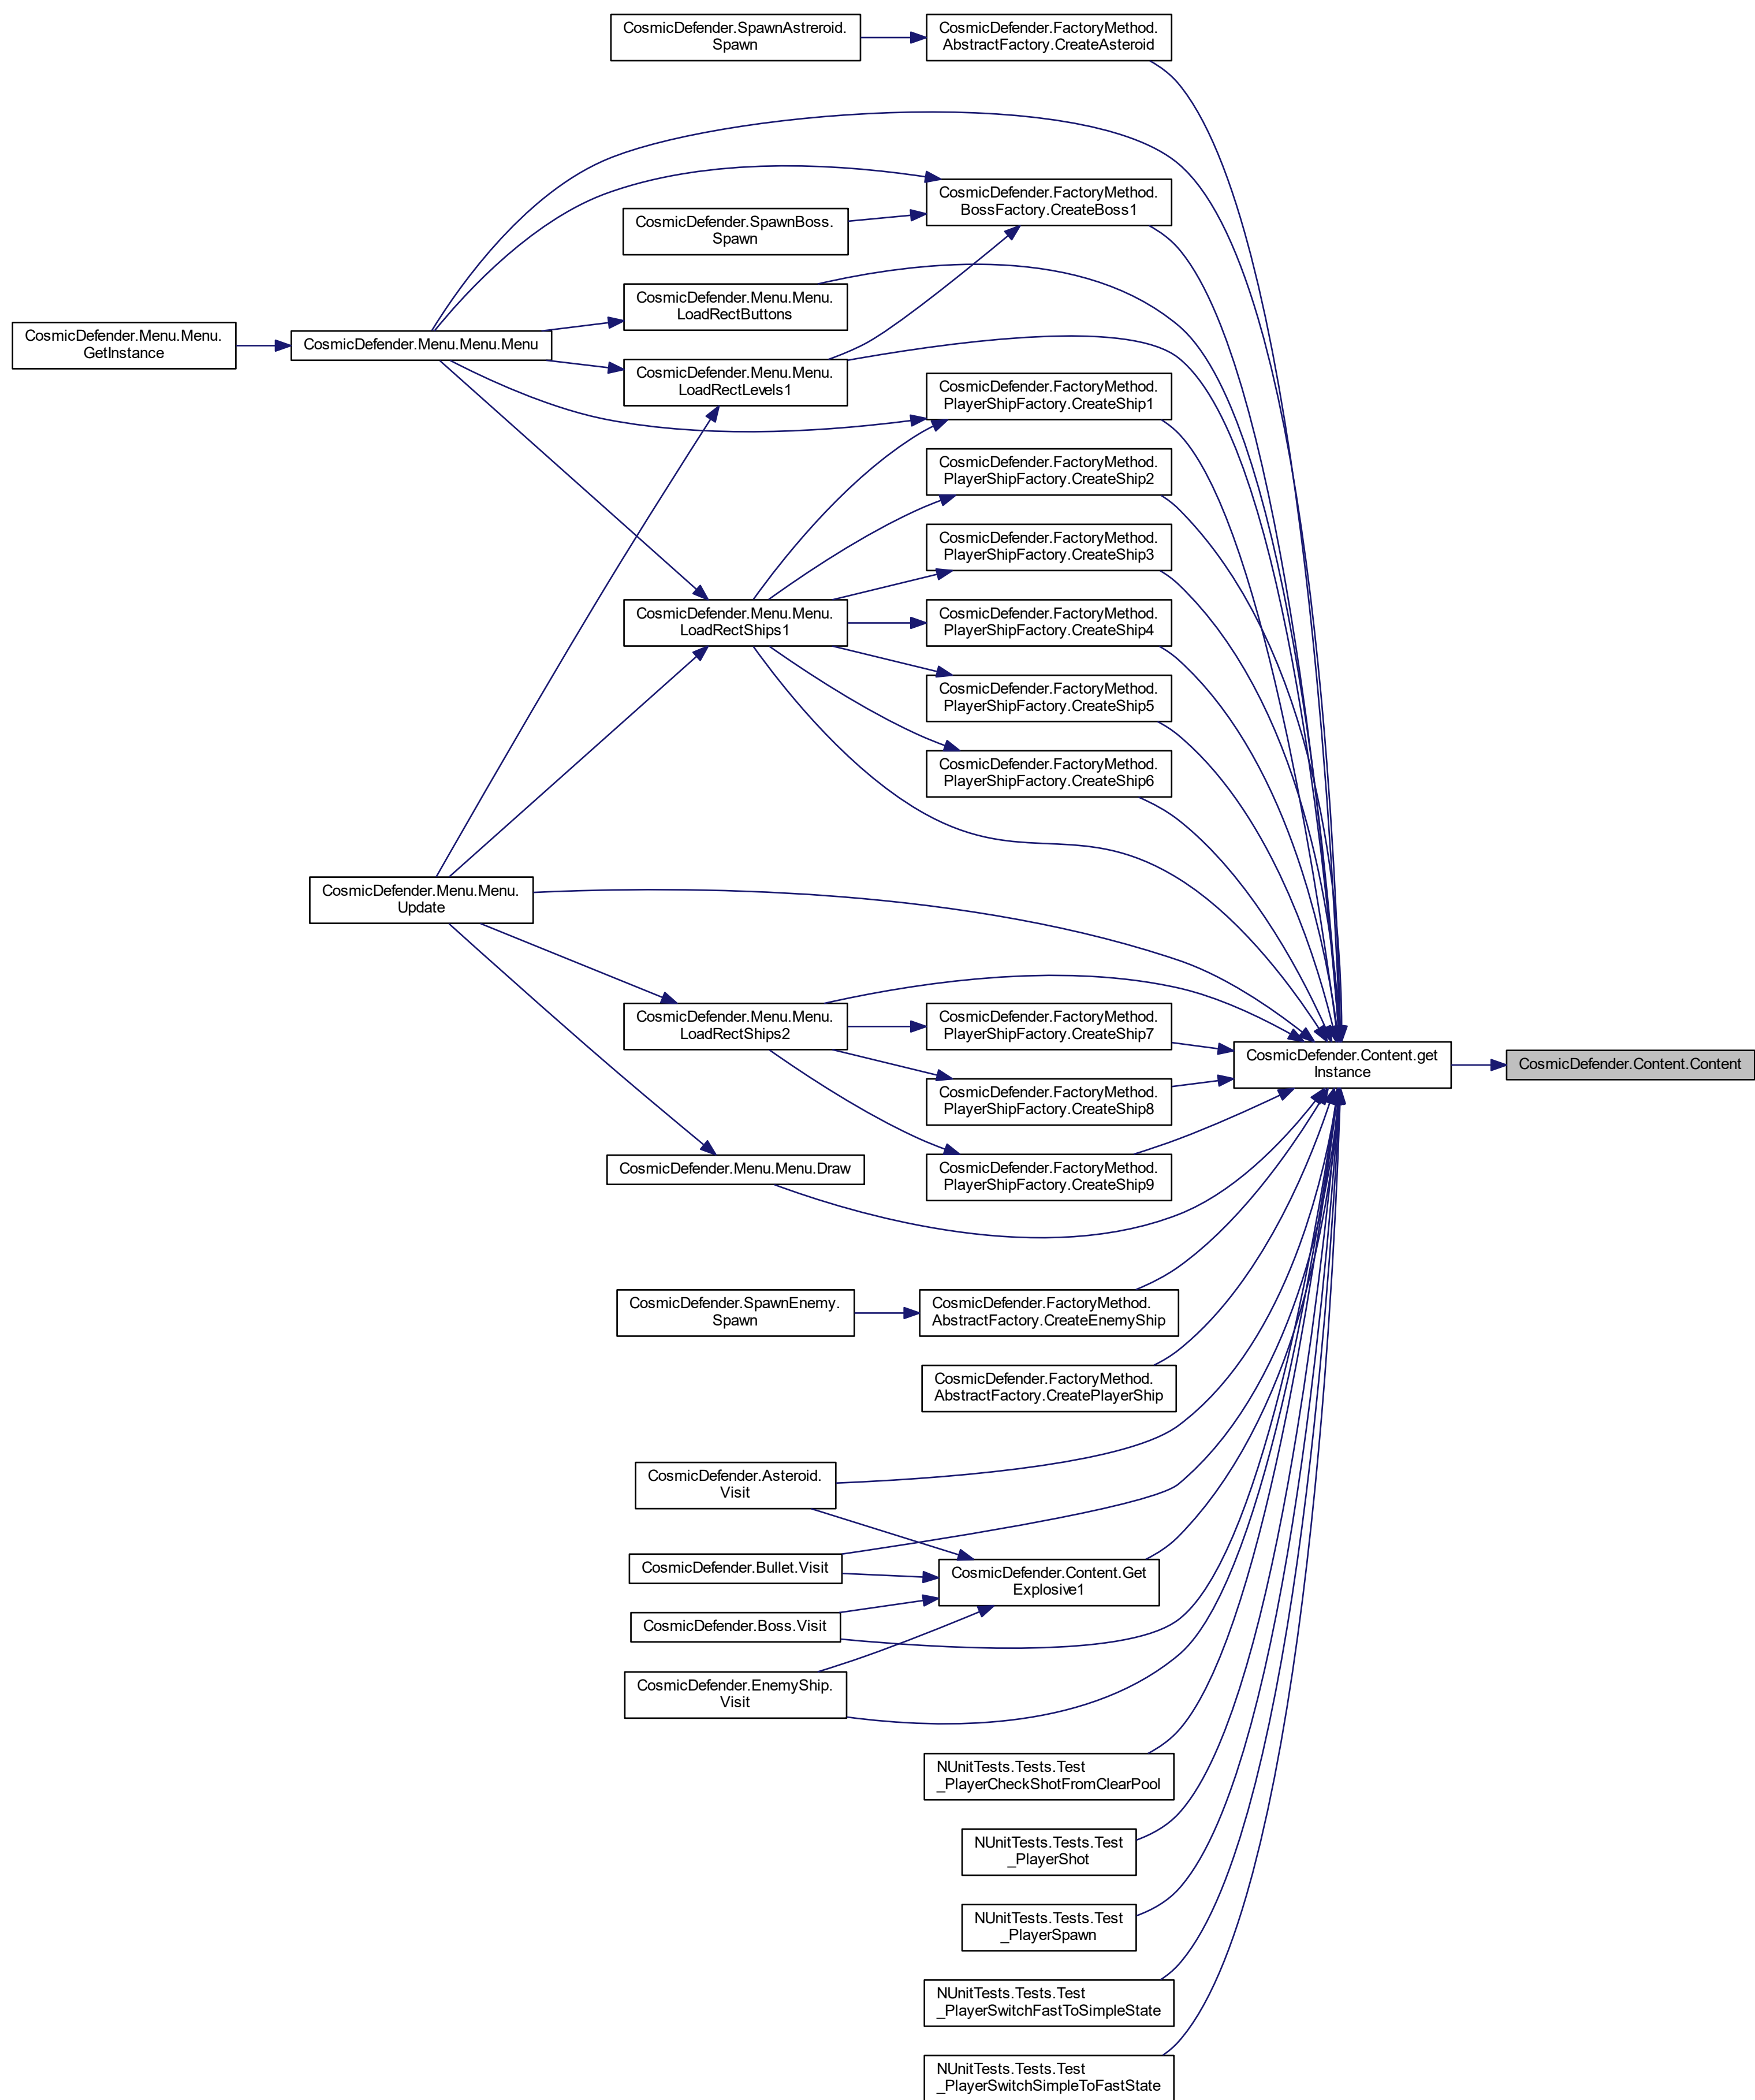 CosmicDefender.SpawnAstreroid.
Spawn
CosmicDefender.FactoryMethod.
AbstractFactory.CreateAsteroid
CosmicDefender.FactoryMethod.
BossFactory.CreateBoss1
CosmicDefender.SpawnBoss.
Spawn
CosmicDefender.Menu.Menu.
LoadRectButtons
CosmicDefender.Menu.Menu.
GetInstance
CosmicDefender.Menu.Menu.Menu
CosmicDefender.Menu.Menu.
LoadRectLevels1
CosmicDefender.FactoryMethod.
PlayerShipFactory.CreateShip1
CosmicDefender.FactoryMethod.
PlayerShipFactory.CreateShip2
CosmicDefender.FactoryMethod.
PlayerShipFactory.CreateShip3
CosmicDefender.Menu.Menu.
LoadRectShips1
CosmicDefender.FactoryMethod.
PlayerShipFactory.CreateShip4
CosmicDefender.FactoryMethod.
PlayerShipFactory.CreateShip5
CosmicDefender.FactoryMethod.
PlayerShipFactory.CreateShip6
CosmicDefender.Menu.Menu.
Update
CosmicDefender.Menu.Menu.
LoadRectShips2
CosmicDefender.FactoryMethod.
PlayerShipFactory.CreateShip7
CosmicDefender.Content.get
Instance
CosmicDefender.Content.Content
CosmicDefender.FactoryMethod.
PlayerShipFactory.CreateShip8
CosmicDefender.Menu.Menu.Draw
CosmicDefender.FactoryMethod.
PlayerShipFactory.CreateShip9
CosmicDefender.SpawnEnemy.
Spawn
CosmicDefender.FactoryMethod.
AbstractFactory.CreateEnemyShip
CosmicDefender.FactoryMethod.
AbstractFactory.CreatePlayerShip
CosmicDefender.Asteroid.
Visit
CosmicDefender.Bullet.Visit
CosmicDefender.Content.Get
Explosive1
CosmicDefender.Boss.Visit
CosmicDefender.EnemyShip.
Visit
NUnitTests.Tests.Test
_PlayerCheckShotFromClearPool
NUnitTests.Tests.Test
_PlayerShot
NUnitTests.Tests.Test
_PlayerSpawn
NUnitTests.Tests.Test
_PlayerSwitchFastToSimpleState
NUnitTests.Tests.Test
_PlayerSwitchSimpleToFastState